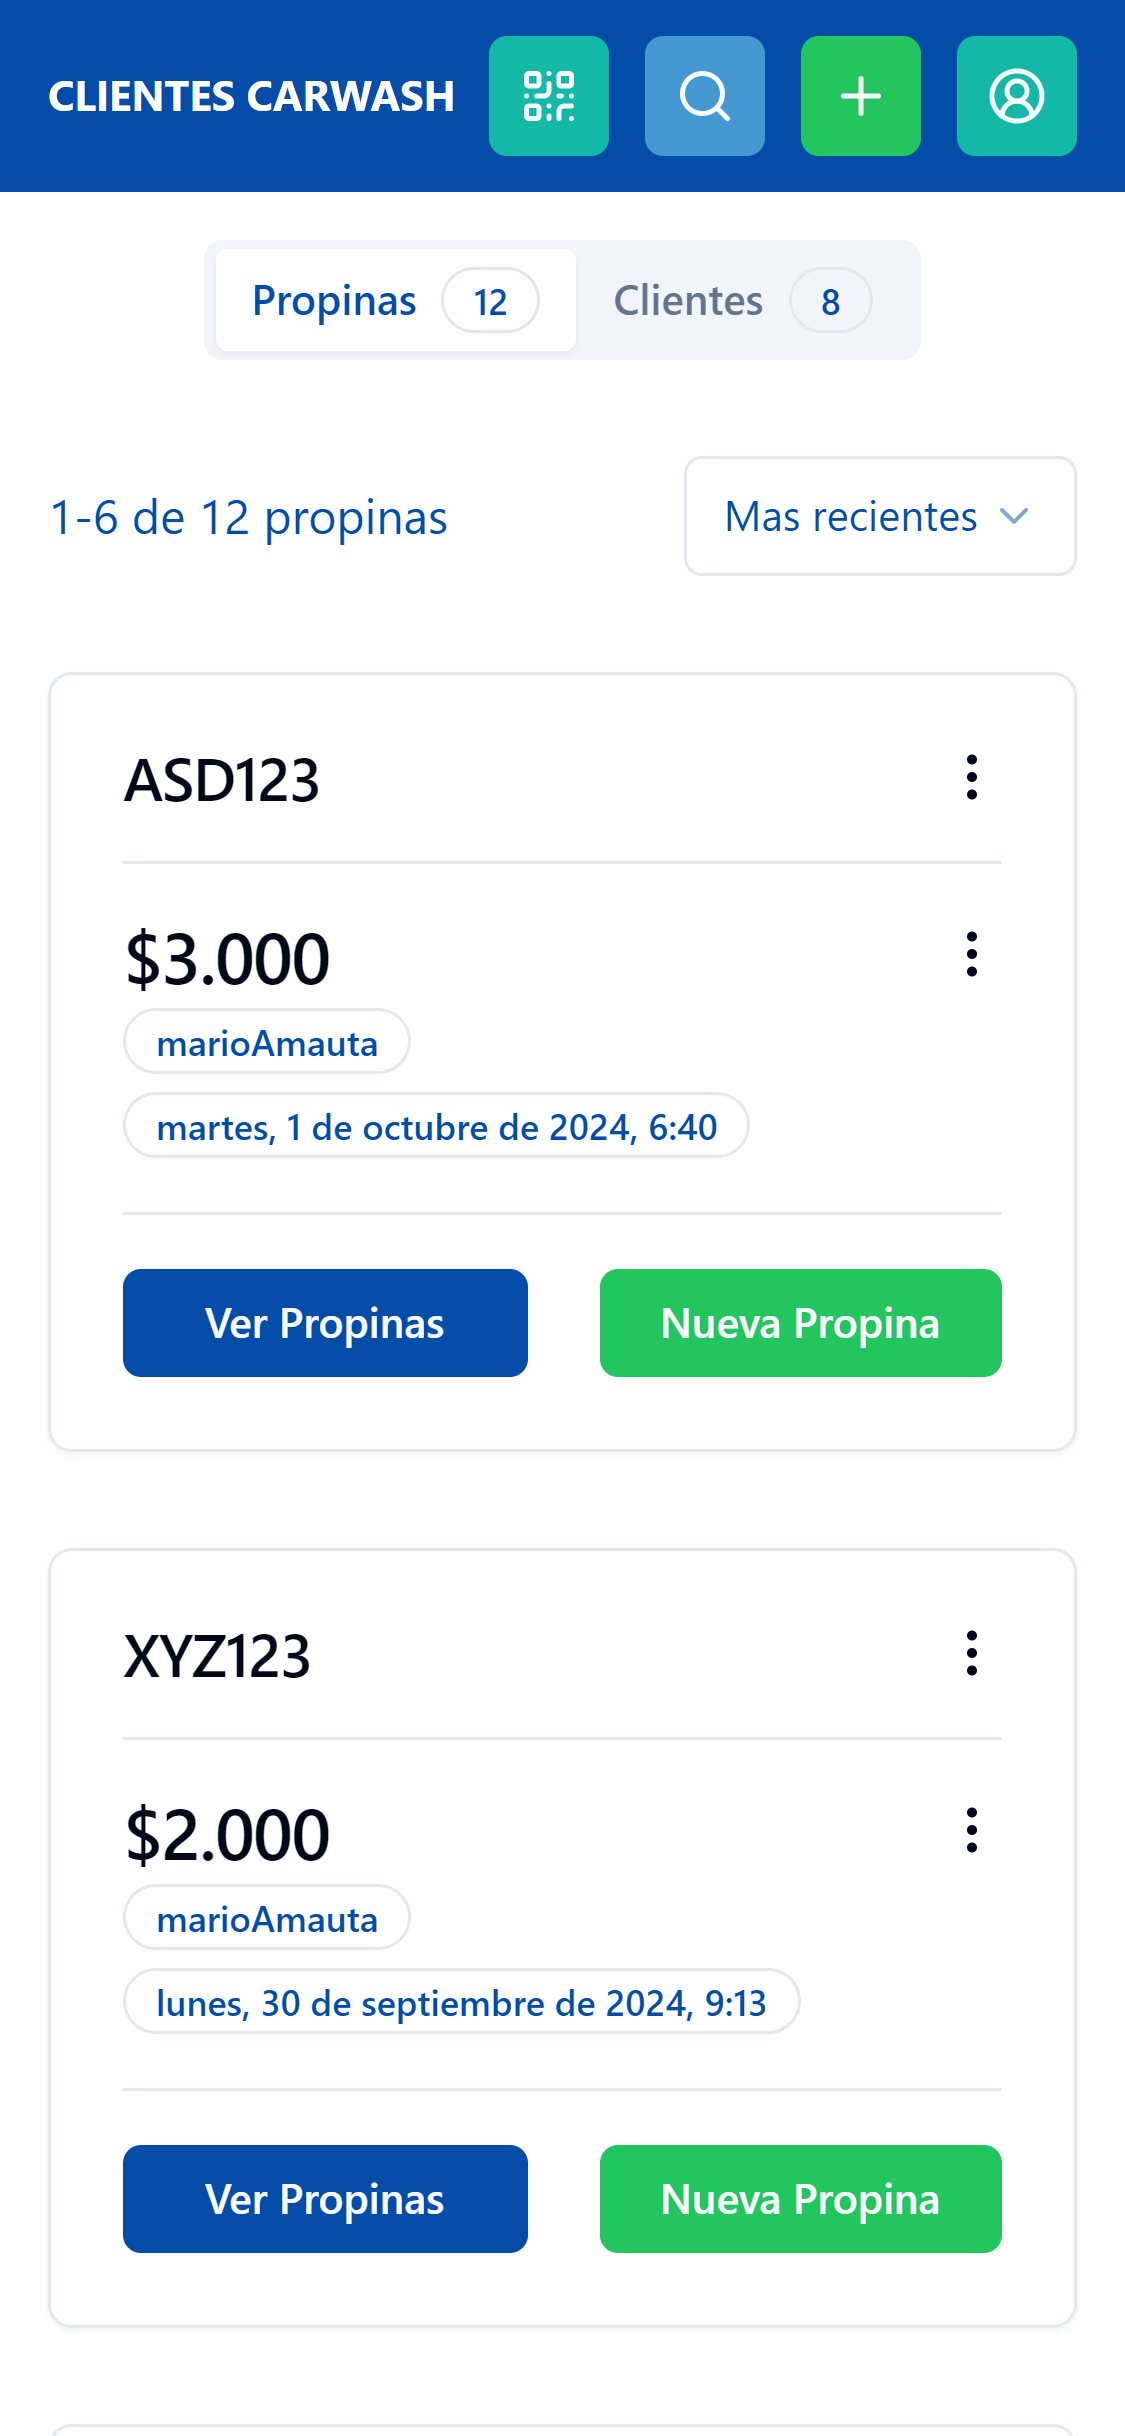 CLIENTES CARWASH
Propinas 12 Clientes 8
1-6 de 12 propinas Mas recientes
ASD123
$3.000
marioAmauta
martes, 1 de octubre de 2024, 6:40
Ver Propinas Nueva Propina
XYZ123
$2.000
marioAmauta
lunes, 30 de septiembre de 2024, 9:13
Ver Propinas Nueva Propina